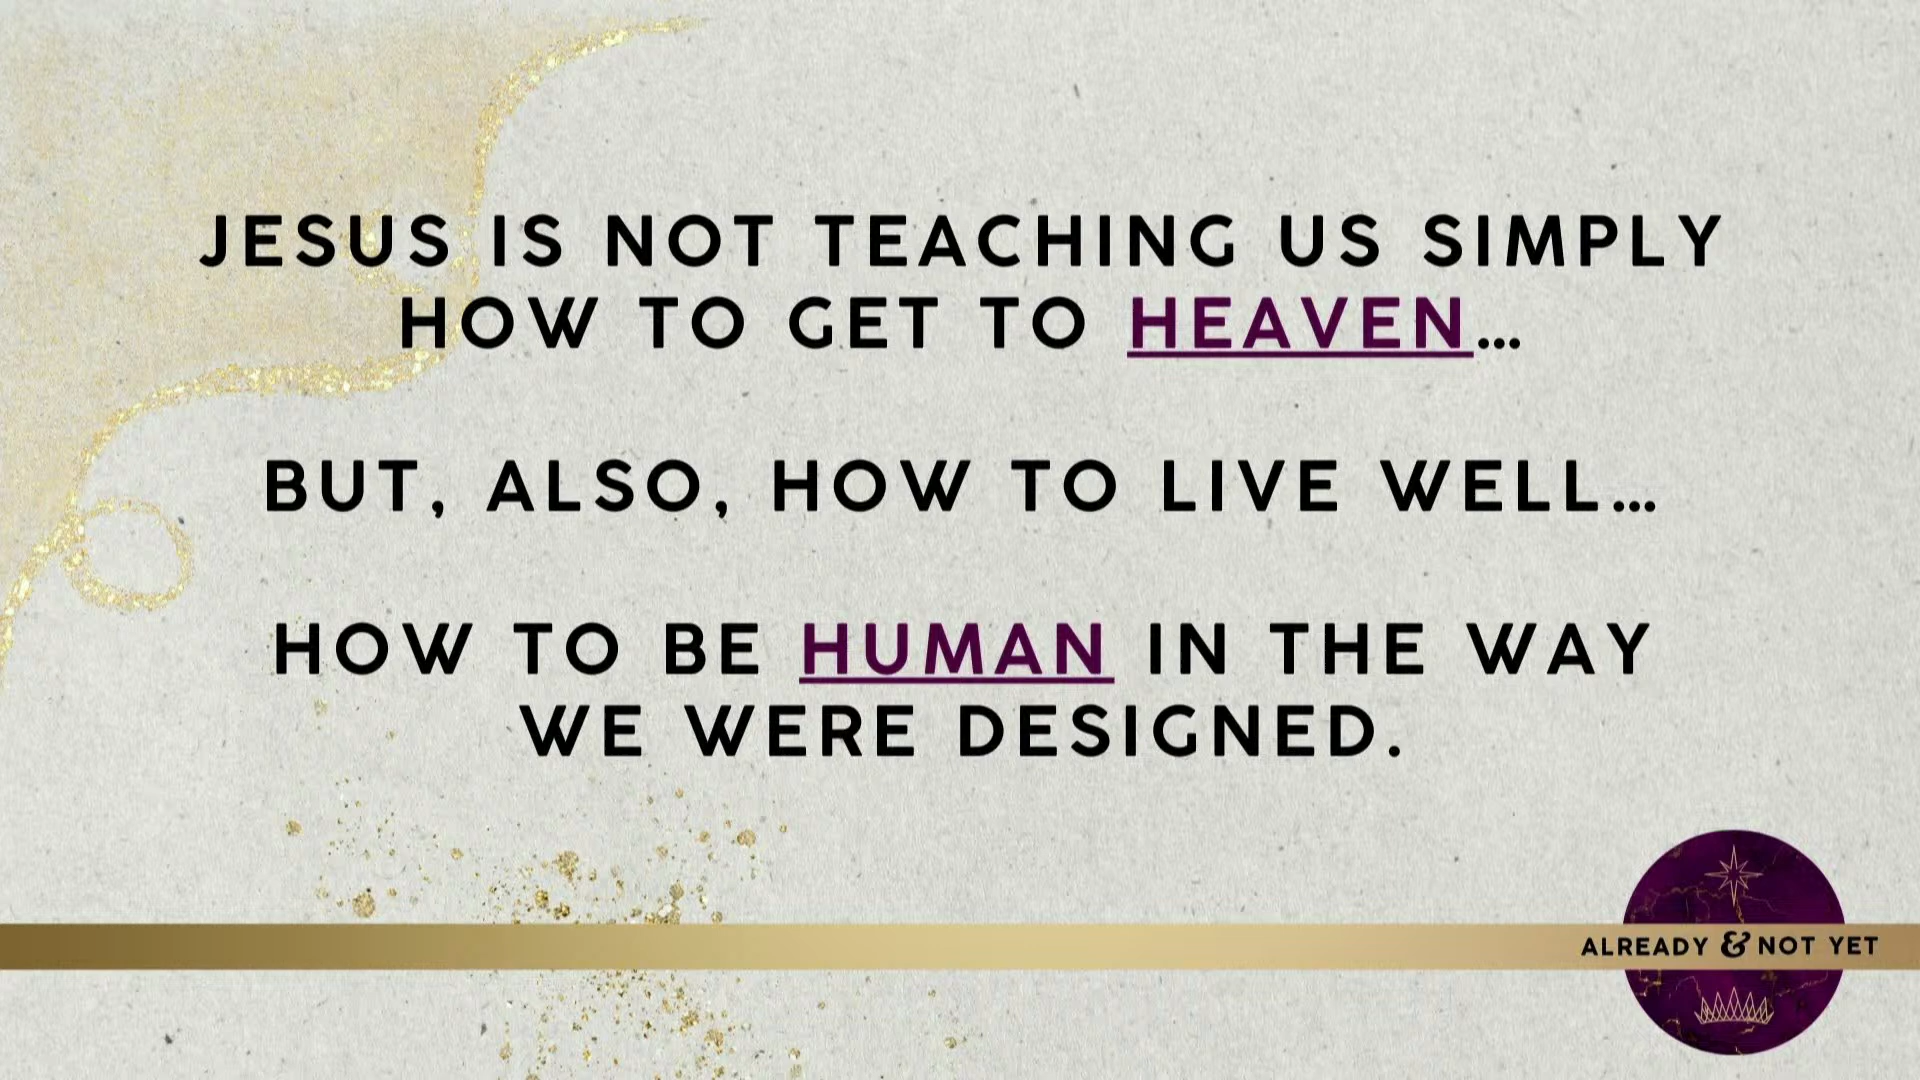 JESUS IS NOT TEACHING US SIMPLY
HOW TO GET TO HEAVEN...
BUT, ALSO, HOW TO LIVE WELL...
HOW TO BE HUMAN IN THE WAY
WE WERE DESIGNED.
ALREADY & NOT YET